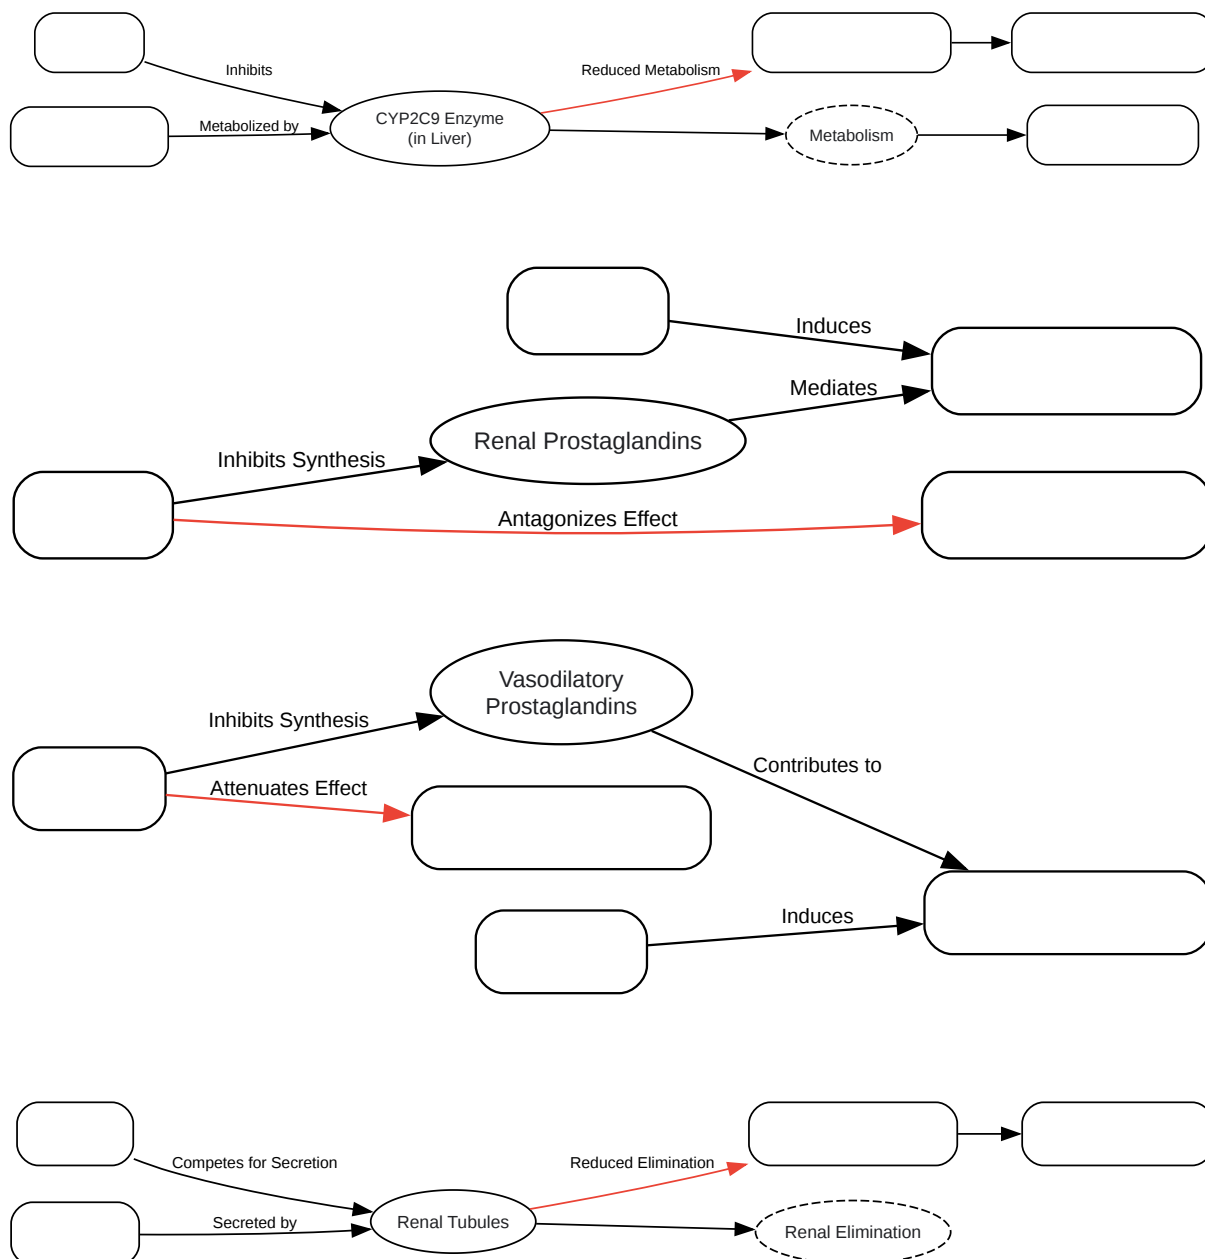 Inhibits
Reduced Metabolism
Metabolized by
CYP2C9 Enzyme
(in Liver)
Metabolism
Induces
Mediates
Renal Prostaglandins
Inhibits Synthesis
Antagonizes Effect
Vasodilatory
Prostaglandins
Inhibits Synthesis
Contributes to
Attenuates Effect
Induces
Competes for Secretion
Reduced Elimination
Secreted by
Renal Tubules
Renal Elimination